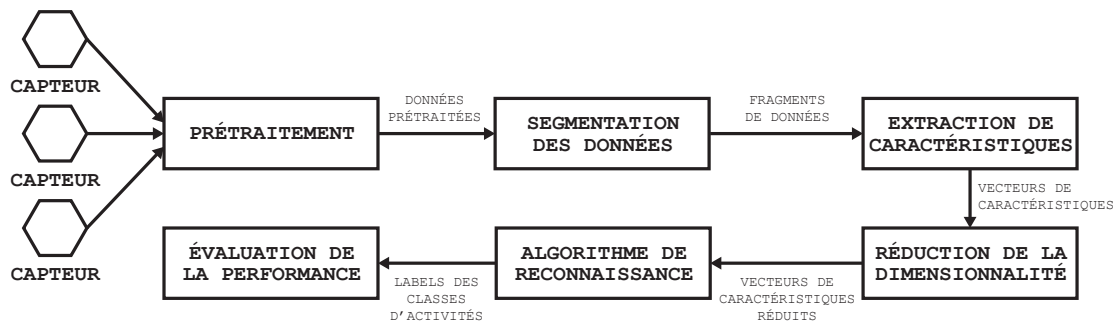 CAPTEUR
CAPTEUR
CAPTEUR
PRÉTRAITEMENT
DONNÉES
PRÉTRAITÉES
SEGMENTATION
DES DONNÉES
FRAGMENTS
DE DONNÉES
EXTRACTION DE
CARACTÉRISTIQUES
VECTEURS DE
CARACTÉRISTIQUES
RÉDUCTION DE LA
DIMENSIONNALITÉ
VECTEURS DE
CARACTÉRISTIQUES
RÉDUITS
ALGORITHME DE
RECONNAISSANCE
LABELS DES
CLASSES
D'ACTIVITÉS
ÉVALUATION DE
LA PERFORMANCE